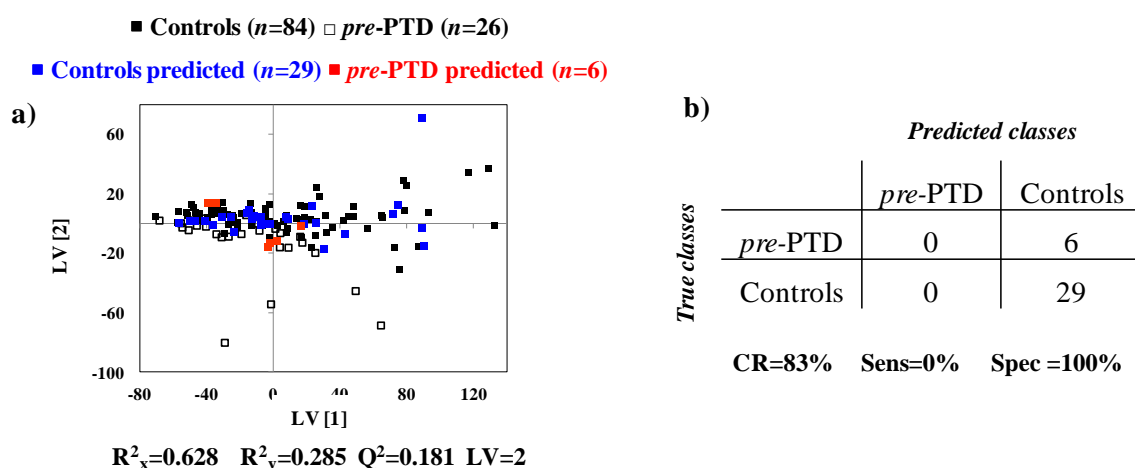 ■ Controls (n=84) □ pre-PTD (n=26)
■ Controls predicted (n=29) ■ pre-PTD predicted (n=6)
a)
60
20
-20
-60
-100
-80 -40 0 40 80 120
LV [2]
LV [1]
R²x=0.628 R²y=0.285 Q²=0.181 LV=2
b)
Predicted classes
True classes
pre-PTD Controls
pre-PTD 0 6
Controls 0 29
CR=83% Sens=0% Spec =100%